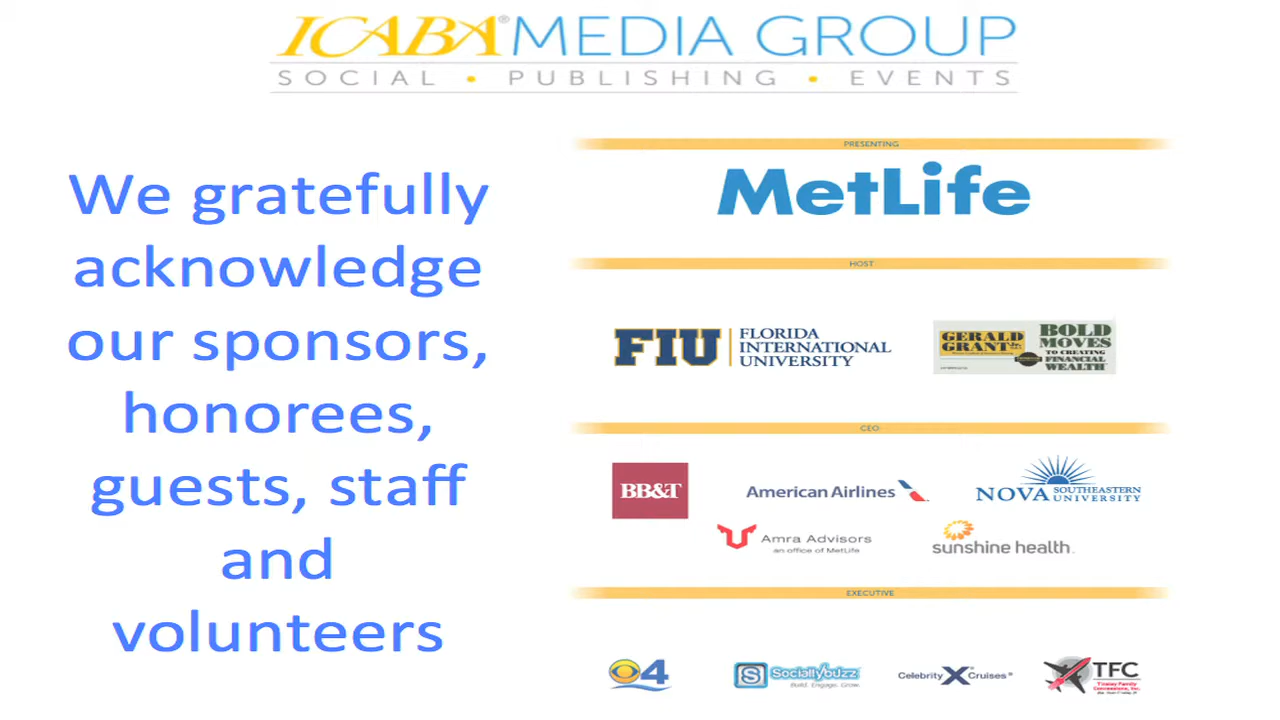 ICABA® MEDIA GROUP
SOCIAL • PUBLISHING • EVENTS
We gratefully
acknowledge
our sponsors,
honorees,
guests, staff
and
volunteers
PRESENTING
MetLife
HOST
FIU
FLORIDA
INTERNATIONAL
UNIVERSITY
GERALD
GRANT Jr.
BOLD
MOVES
TO CREATING
FINANCIAL
WEALTH
CEO
BB&T
American Airlines
NOVA SOUTHEASTERN
UNIVERSITY
Amra Advisors
an office of MetLife
sunshine health
EXECUTIVE
4
S SociallyBuzz
Build. Engage. Grow.
Celebrity X Cruises®
TFC